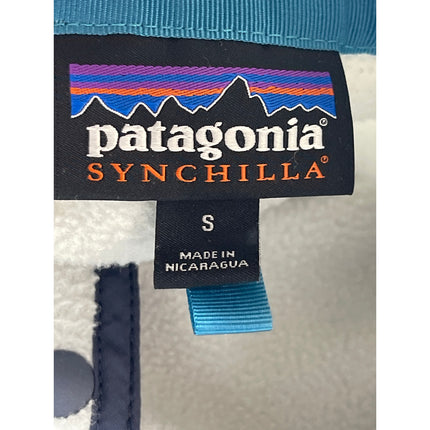 patagonia®
SYNCHILLA®
S
MADE IN
NICARAGUA